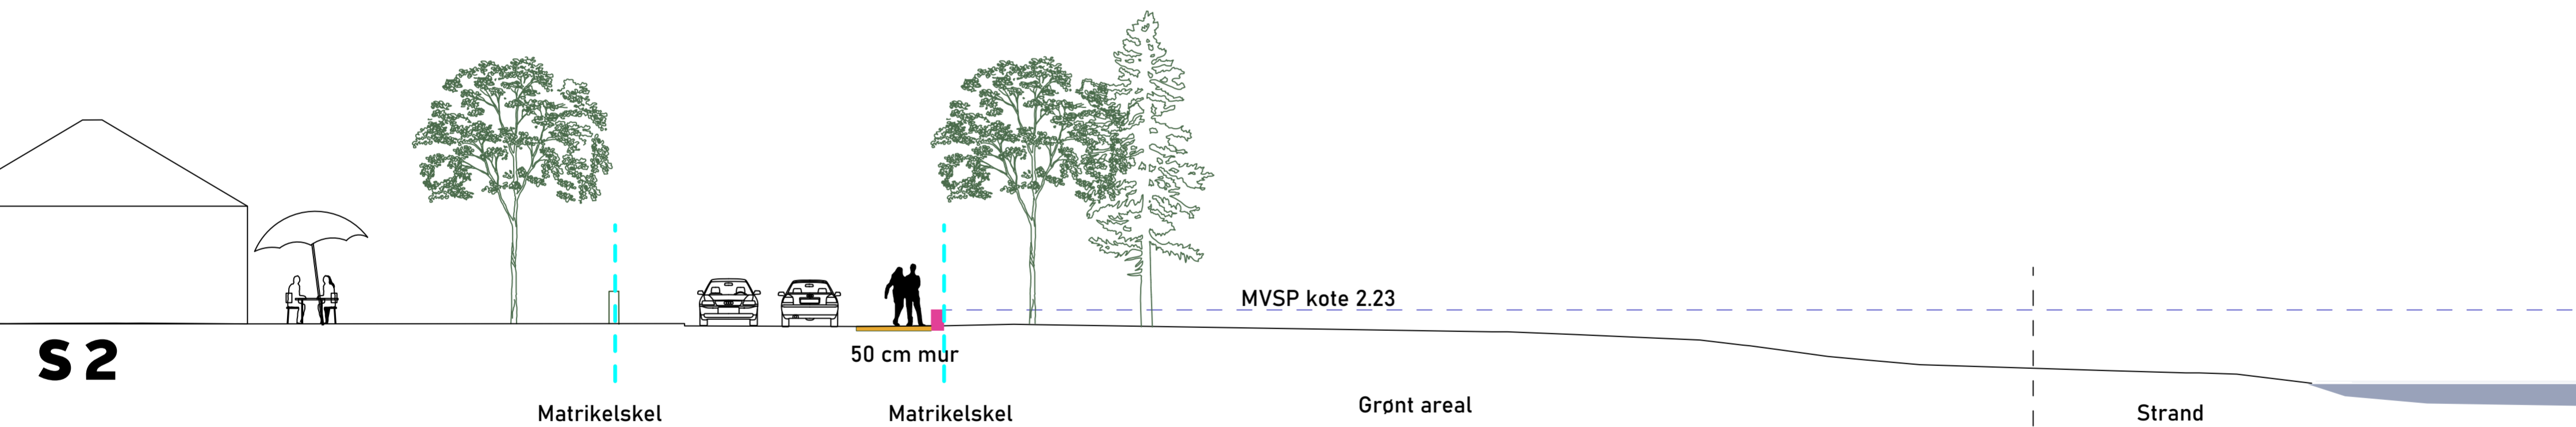 MVSP kote 2.23
S 2
50 cm mur
Matrikelskel
Matrikelskel
Grønt areal
Strand